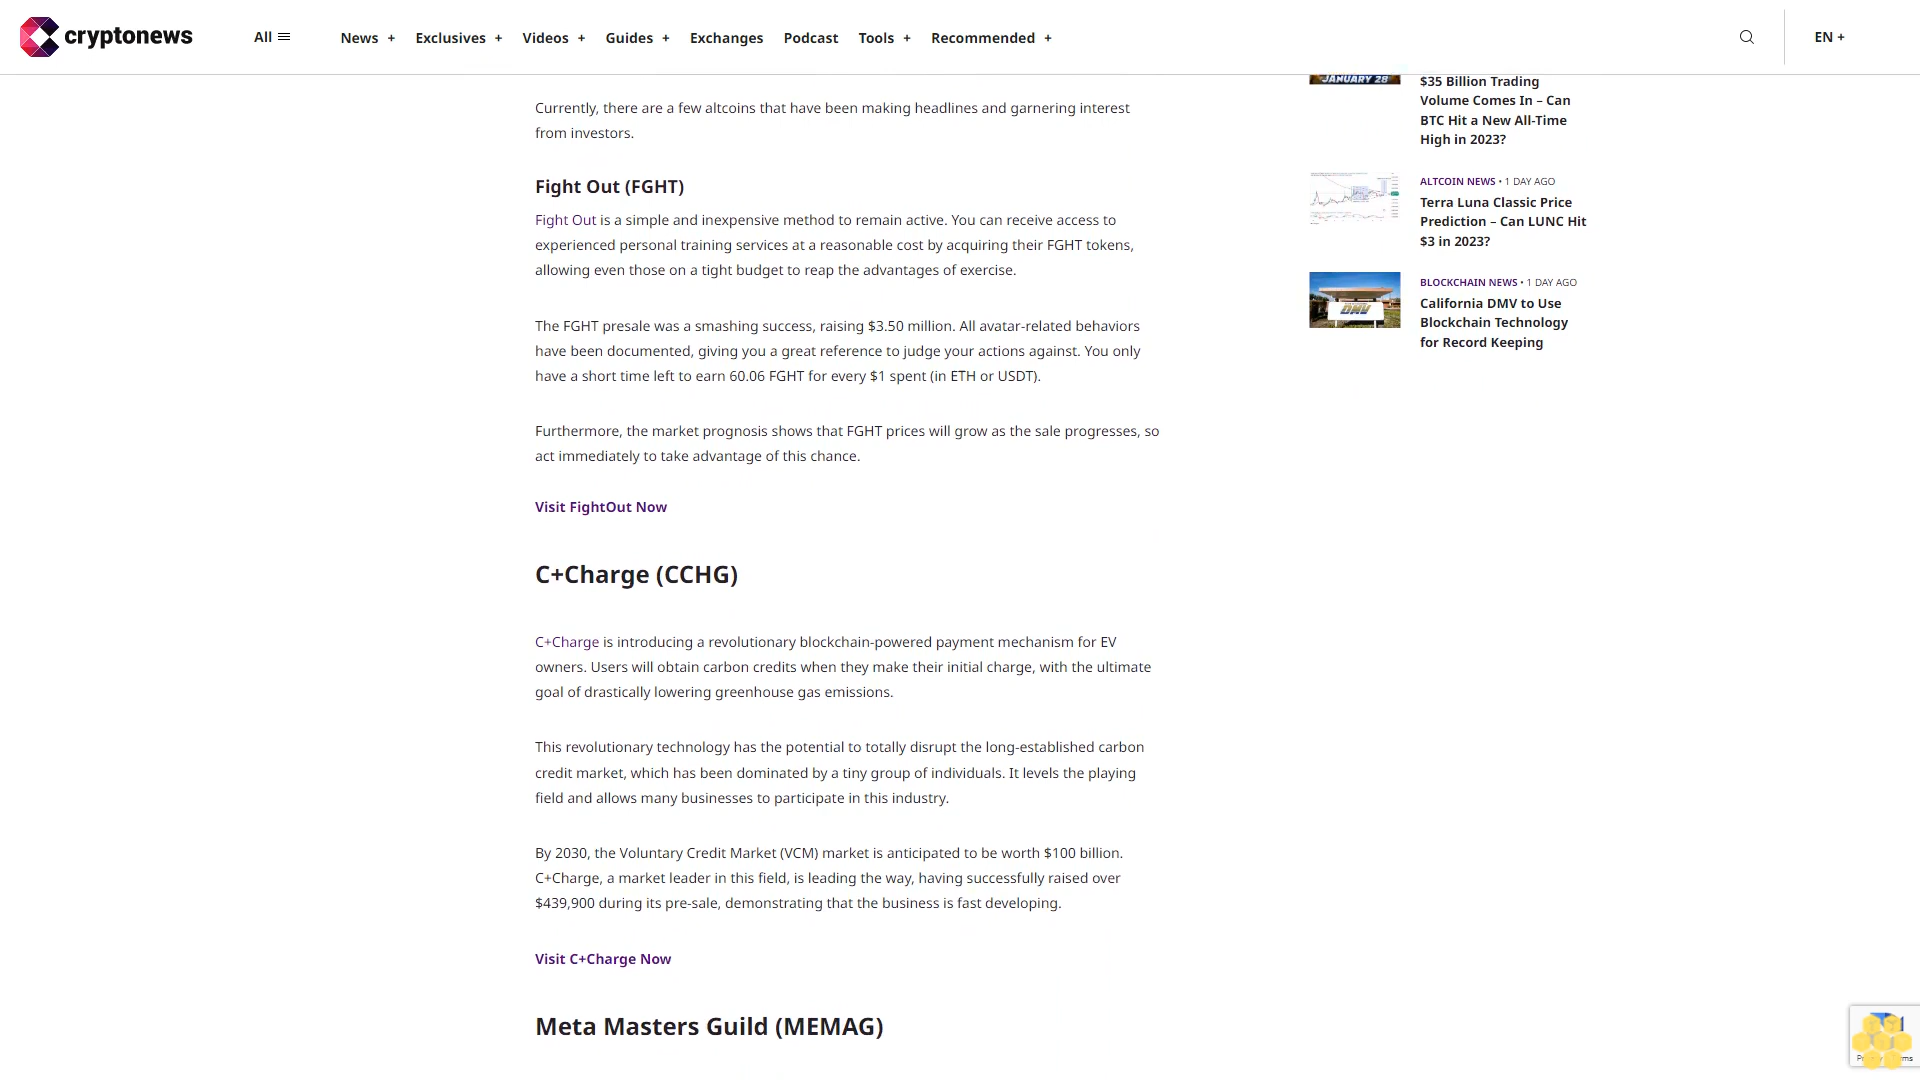 cryptonews
All
News +
Exclusives +
Videos +
Guides +
Exchanges
Podcast
Tools +
Recommended +
EN +
Currently, there are a few altcoins that have been making headlines and garnering interest
from investors.
Fight Out (FGHT)
Fight Out is a simple and inexpensive method to remain active. You can receive access to
experienced personal training services at a reasonable cost by acquiring their FGHT tokens,
allowing even those on a tight budget to reap the advantages of exercise.
The FGHT presale was a smashing success, raising $3.50 million. All avatar-related behaviors
have been documented, giving you a great reference to judge your actions against. You only
have a short time left to earn 60.06 FGHT for every $1 spent (in ETH or USDT).
Furthermore, the market prognosis shows that FGHT prices will grow as the sale progresses, so
act immediately to take advantage of this chance.
Visit FightOut Now
C+Charge (CCHG)
C+Charge is introducing a revolutionary blockchain-powered payment mechanism for EV
owners. Users will obtain carbon credits when they make their initial charge, with the ultimate
goal of drastically lowering greenhouse gas emissions.
This revolutionary technology has the potential to totally disrupt the long-established carbon
credit market, which has been dominated by a tiny group of individuals. It levels the playing
field and allows many businesses to participate in this industry.
By 2030, the Voluntary Credit Market (VCM) market is anticipated to be worth $100 billion.
C+Charge, a market leader in this field, is leading the way, having successfully raised over
$439,900 during its pre-sale, demonstrating that the business is fast developing.
Visit C+Charge Now
Meta Masters Guild (MEMAG)
JANUARY 28
$35 Billion Trading
Volume Comes In – Can
BTC Hit a New All-Time
High in 2023?
ALTCOIN NEWS • 1 DAY AGO
Terra Luna Classic Price
Prediction – Can LUNC Hit
$3 in 2023?
DMV
BLOCKCHAIN NEWS • 1 DAY AGO
California DMV to Use
Blockchain Technology
for Record Keeping